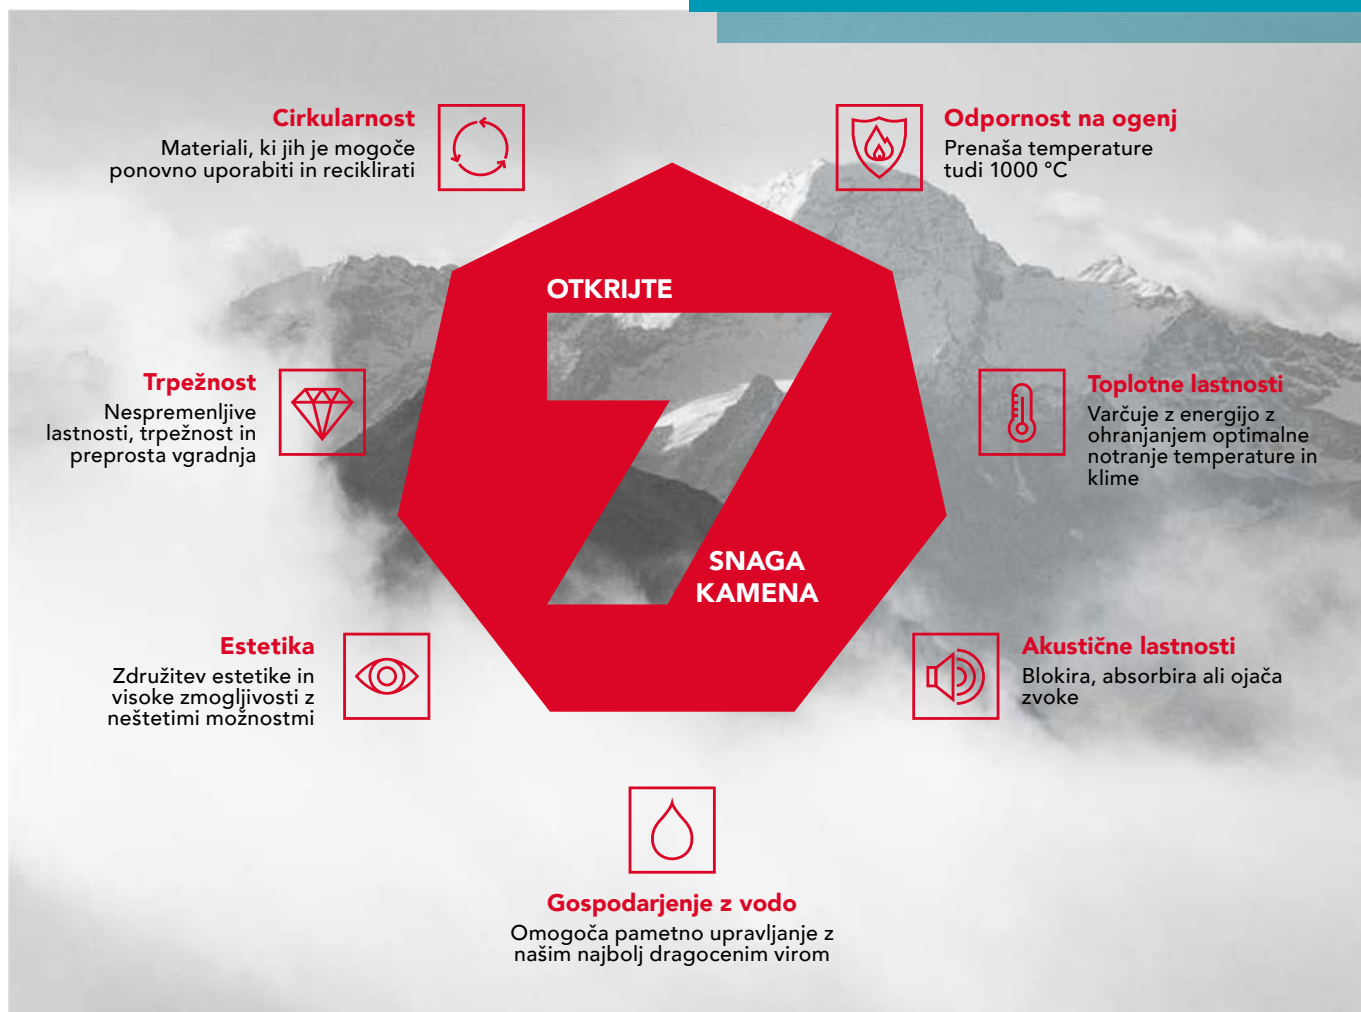 Cirkularnost
Materiali, ki jih je mogoče
ponovno uporabiti in reciklirati
Odpornost na ogenj
Prenaša temperature
tudi 1000 °C
OTKRIJTE
7
SNAGA
KAMENA
Trpežnost
Nespremenljive
lastnosti, trpežnost in
preprosta vgradnja
Toplotne lastnosti
Varčuje z energijo z
ohranjanjem optimalne
notranje temperature in
klime
Estetika
Združitev estetike in
visoke zmogljivosti z
neštetimi možnostmi
Akustične lastnosti
Blokira, absorbira ali ojača
zvoke
Gospodarjenje z vodo
Omogoča pametno upravljanje z
našim najbolj dragocenim virom